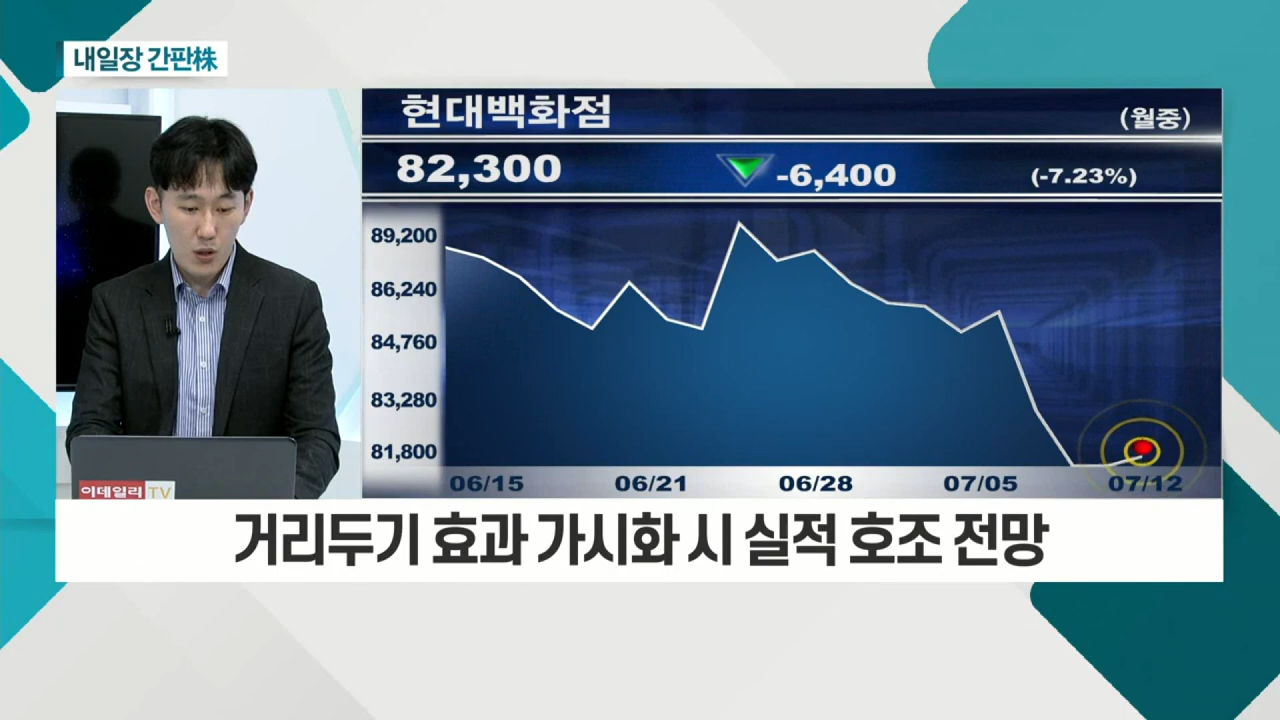 내일장 간판株
현대백화점
(월중)
82,300
-6,400
(-7.23%)
89,200
86,240
84,760
83,280
81,800
06/15
06/21
06/28
07/05
07/12
이데일리TV
거리두기 효과 가시화 시 실적 호조 전망